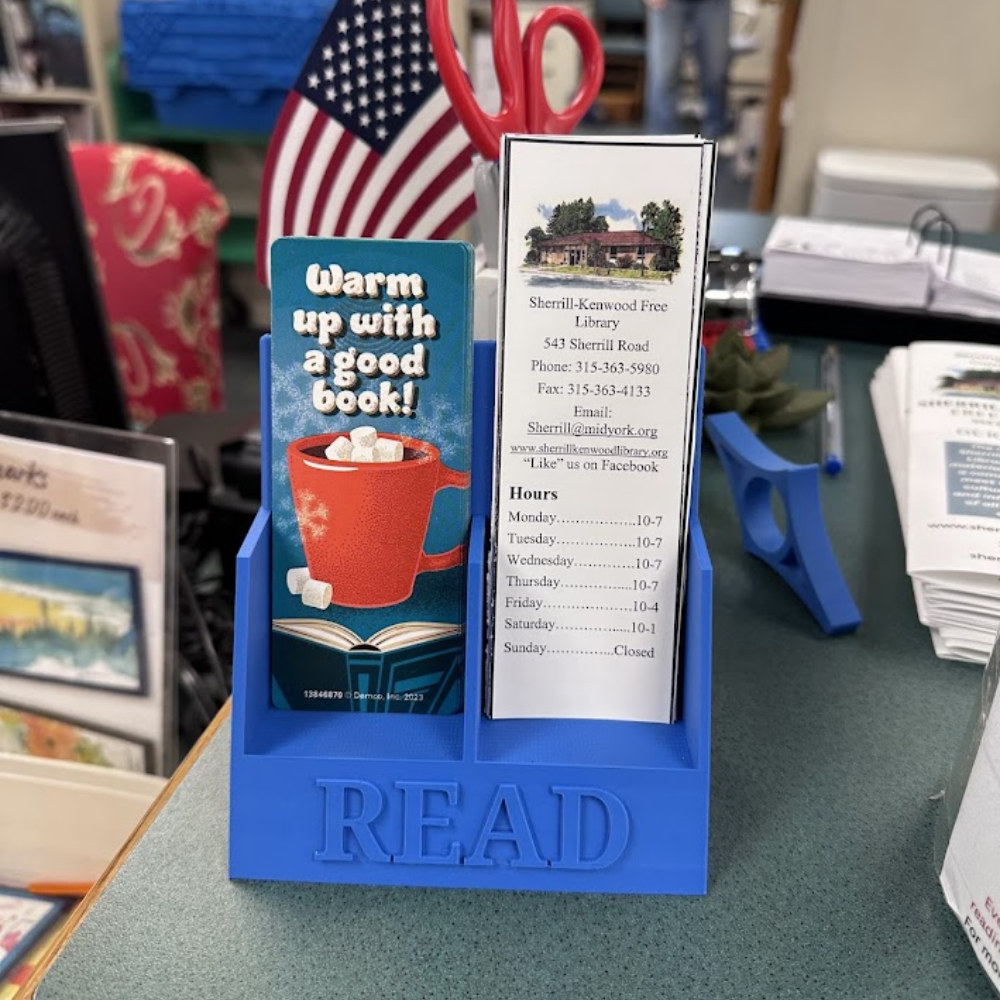 Warm
up with
a good
book!
13846870 © Demco, Inc. 2023
Sherrill-Kenwood Free
Library
543 Sherrill Road
Phone: 315-363-5980
Fax: 315-363-4133
Email:
Sherrill@midyork.org
www.sherrillkenwoodlibrary.org
“Like” us on Facebook
Hours
Monday....................10-7
Tuesday...................10-7
Wednesday...............10-7
Thursday.................10-7
Friday.....................10-4
Saturday..................10-1
Sunday................Closed
READ
$2.00 each